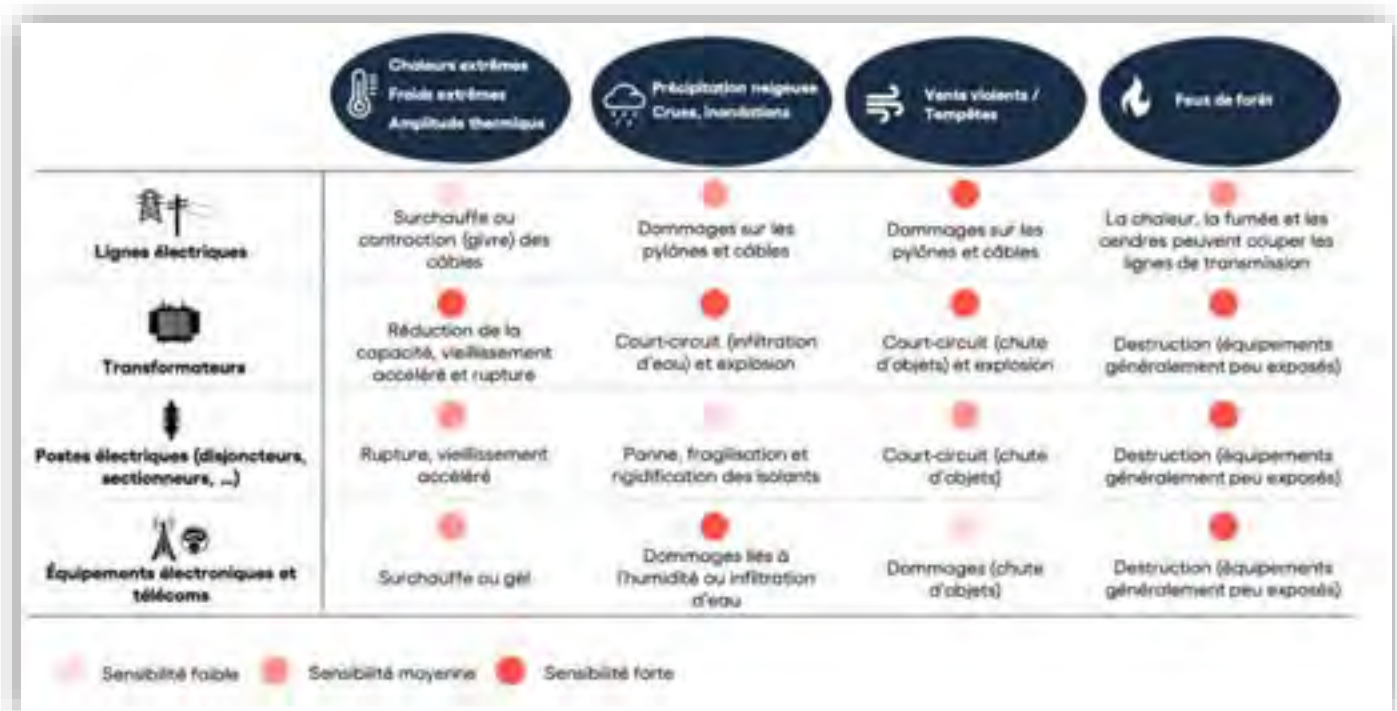 Chaleurs extrêmes
Froids extrêmes
Amplitude thermique
Précipitation neigeuse
Crues, inondations
Vents violents /
Tempêtes
Feux de forêt
Lignes électriques
Surchauffe ou
contraction (givre) des
câbles
Dommages sur les
pylônes et câbles
Dommages sur les
pylônes et câbles
La chaleur, la fumée et les
cendres peuvent couper les
lignes de transmission
Transformateurs
Réduction de la
capacité, vieillissement
accéléré et rupture
Court-circuit (infiltration
d'eau) et explosion
Court-circuit (chute
d'objets) et explosion
Destruction (équipements
généralement peu exposés)
Postes électriques (disjoncteurs,
sectionneurs, ...)
Rupture, vieillissement
accéléré
Panne, fragilisation et
rigidification des isolants
Court-circuit (chute
d'objets)
Destruction (équipements
généralement peu exposés)
Équipements électroniques et
télécoms
Surchauffe ou gel
Dommages liés à
l'humidité ou infiltration
d'eau
Dommages (chute
d'objets)
Destruction (équipements
généralement peu exposés)
Sensibilité faible
Sensibilité moyenne
Sensibilité forte